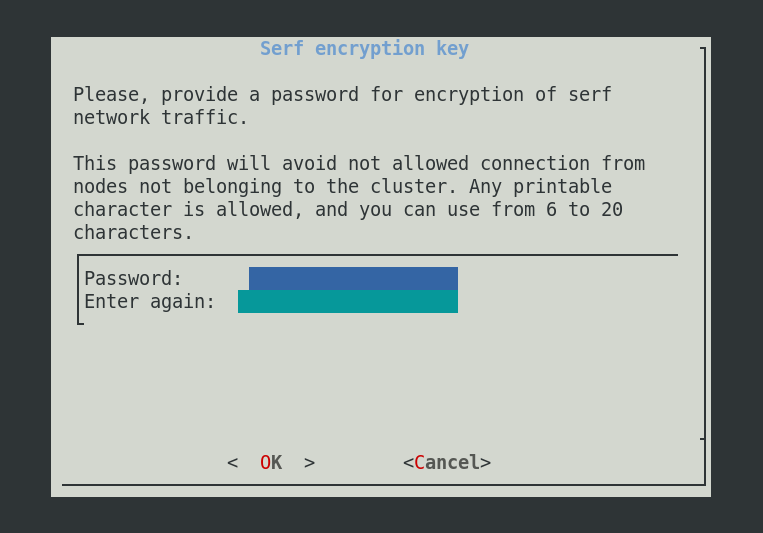 Serf encryption key
Please, provide a password for encryption of serf
network traffic.
This password will avoid not allowed connection from
nodes not belonging to the cluster. Any printable
character is allowed, and you can use from 6 to 20
characters.
Password:
Enter again:
<  OK  >        <Cancel>